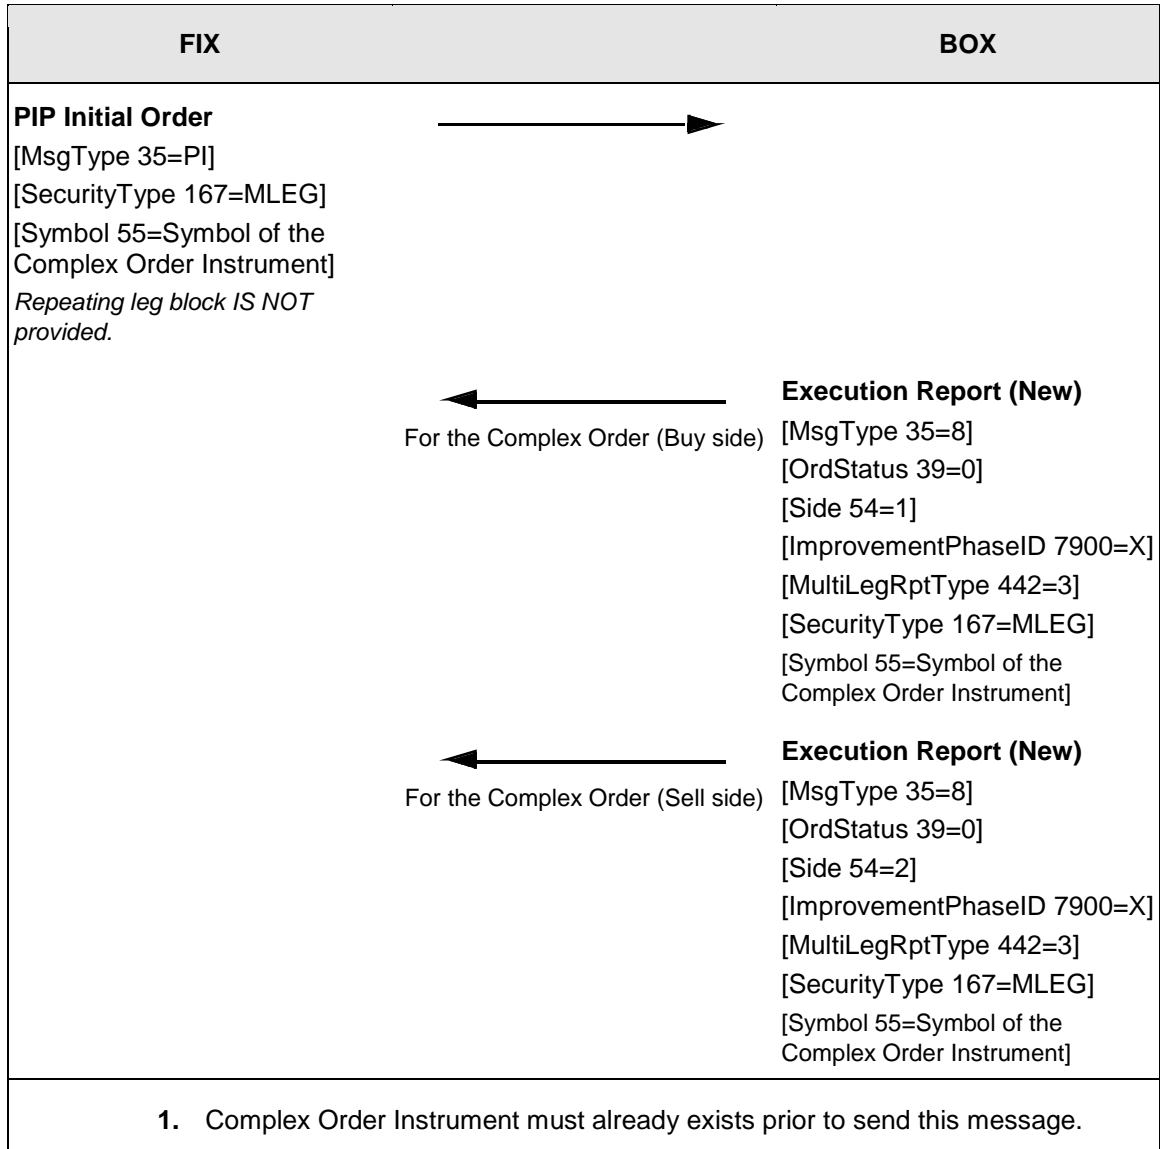 FIX
BOX
PIP Initial Order
[MsgType 35=PI]
[SecurityType 167=MLEG]
[Symbol 55=Symbol of the
Complex Order Instrument]
Repeating leg block IS NOT
provided.
Execution Report (New)
For the Complex Order (Buy side)
[MsgType 35=8]
[OrdStatus 39=0]
[Side 54=1]
[ImprovementPhaseID 7900=X]
[MultiLegRptType 442=3]
[SecurityType 167=MLEG]
[Symbol 55=Symbol of the
Complex Order Instrument]
Execution Report (New)
For the Complex Order (Sell side)
[MsgType 35=8]
[OrdStatus 39=0]
[Side 54=2]
[ImprovementPhaseID 7900=X]
[MultiLegRptType 442=3]
[SecurityType 167=MLEG]
[Symbol 55=Symbol of the
Complex Order Instrument]
1. Complex Order Instrument must already exists prior to send this message.